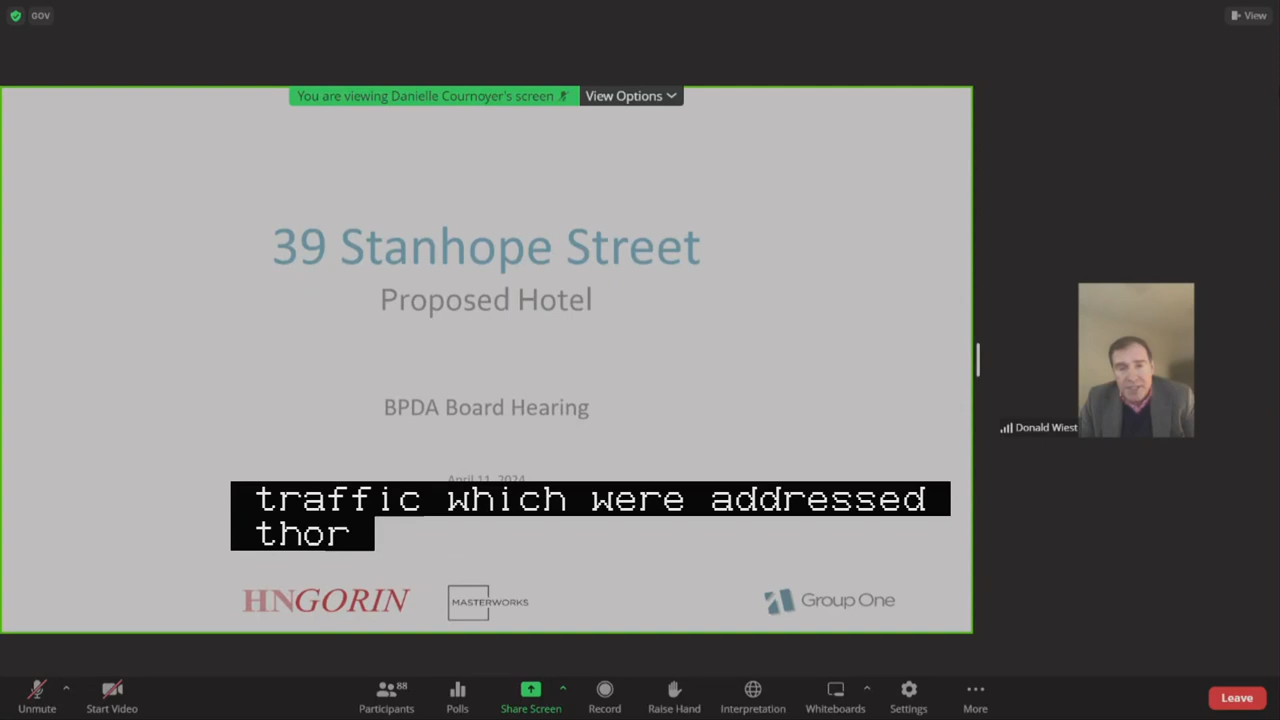 GOV
View
You are viewing Danielle Cournoyer's screen
View Options
39 Stanhope Street
Proposed Hotel
BPDA Board Hearing
April 11, 2024
traffic which were addressed
thor
HNGORIN
MASTERWORKS
Group One
Donald Wiest
88
Unmute
Start Video
Participants
Polls
Share Screen
Record
Raise Hand
Interpretation
Whiteboards
Settings
More
Leave